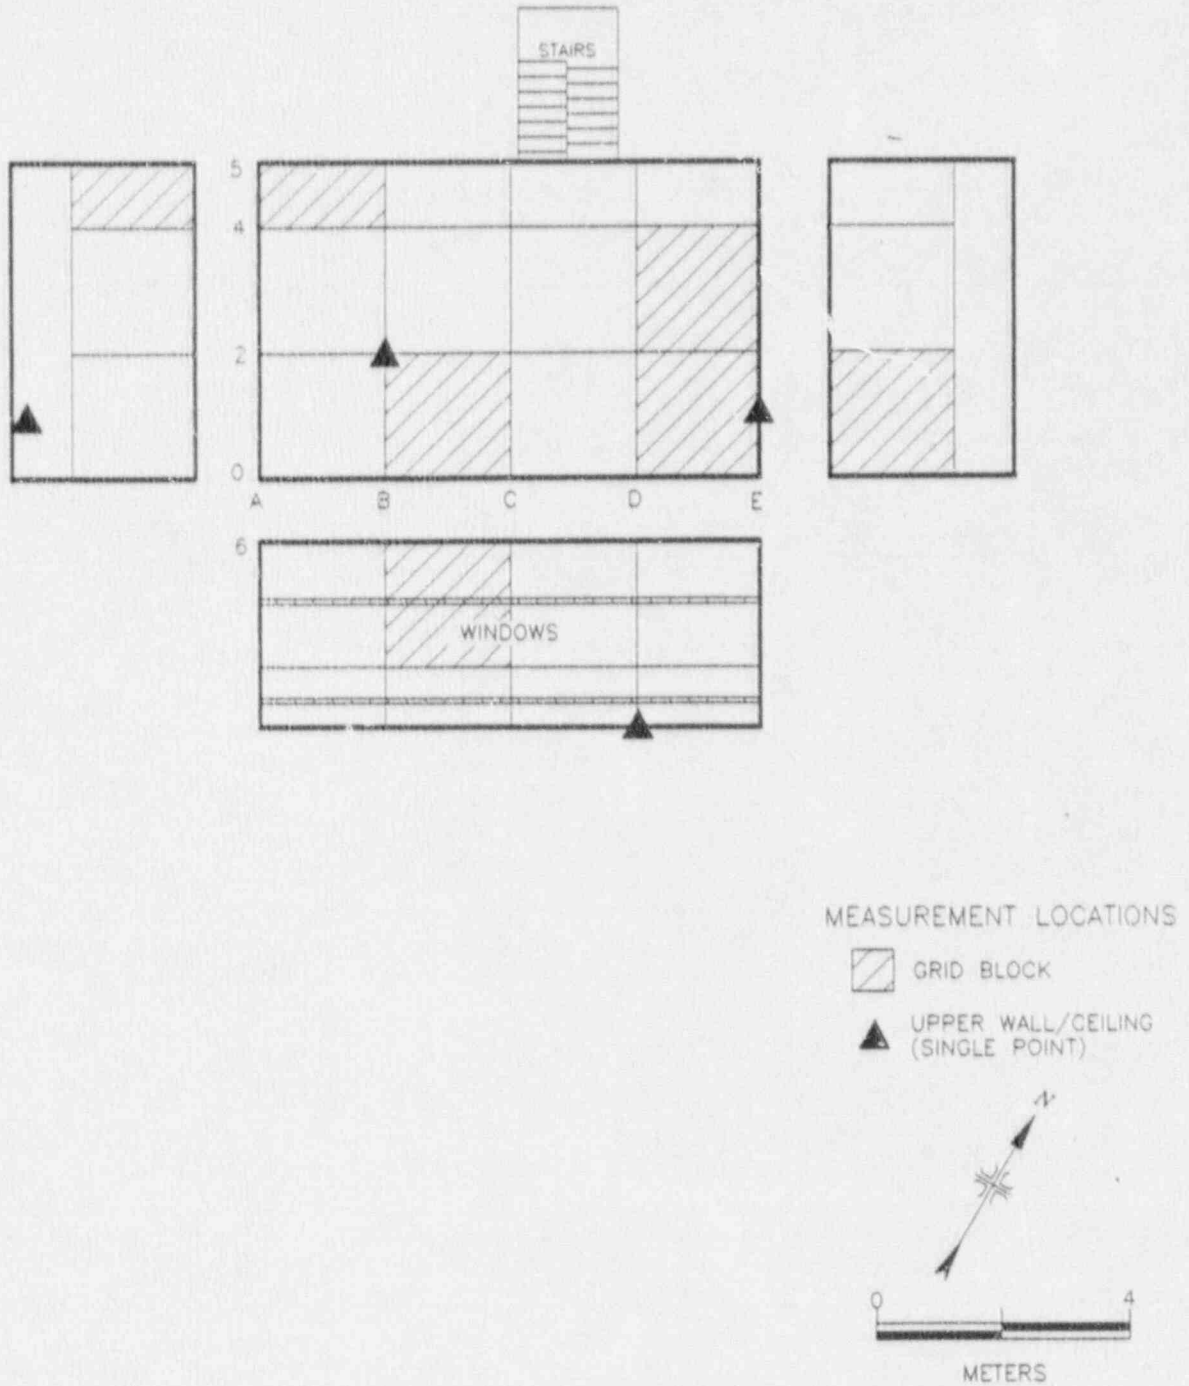 STAIRS
5
4
2
0
A B C D E
6
WINDOWS
MEASUREMENT LOCATIONS
GRID BLOCK
UPPER WALL/CEILING
(SINGLE POINT)
N
0 4
METERS